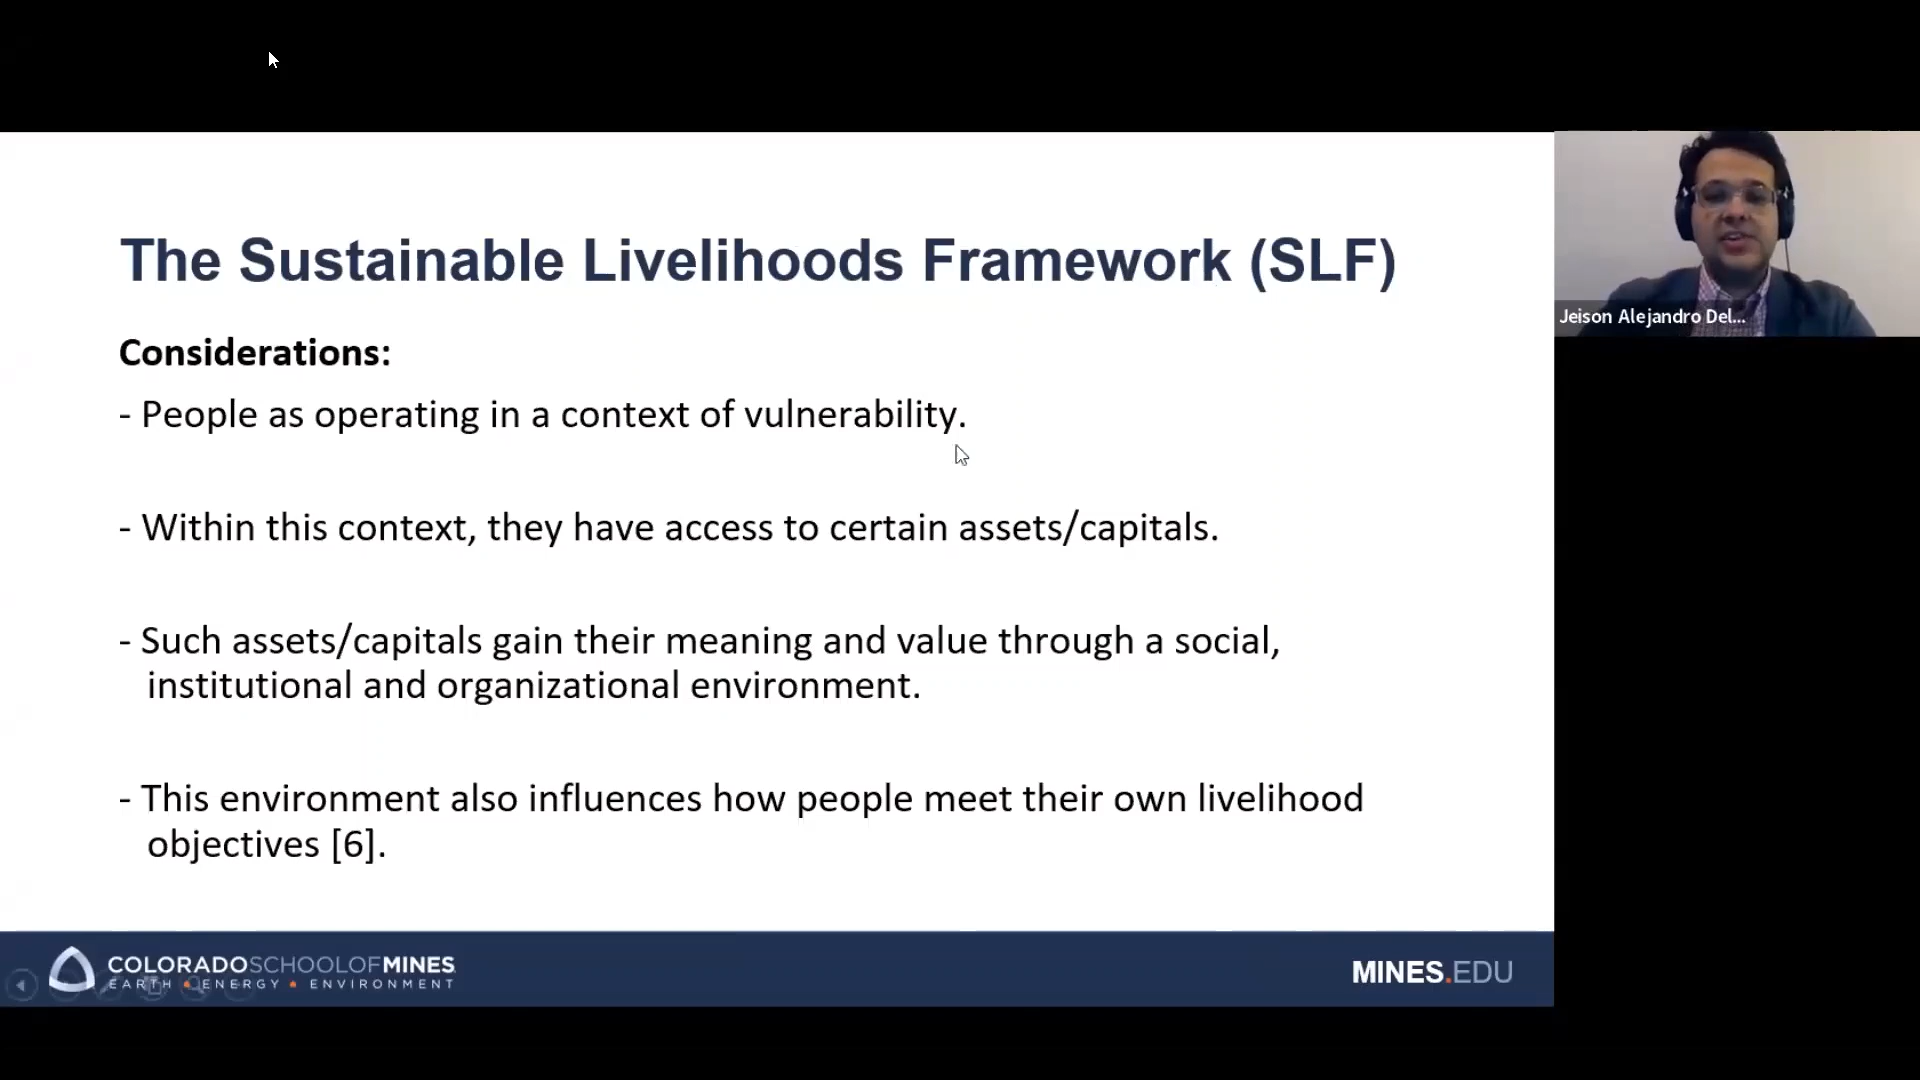 The Sustainable Livelihoods Framework (SLF)
Considerations:
- People as operating in a context of vulnerability.
- Within this context, they have access to certain assets/capitals.
- Such assets/capitals gain their meaning and value through a social,
institutional and organizational environment.
- This environment also influences how people meet their own livelihood
objectives [6].
Jeison Alejandro Del...
COLORADOSCHOOLOFMINES
EARTH • ENERGY • ENVIRONMENT
MINES.EDU